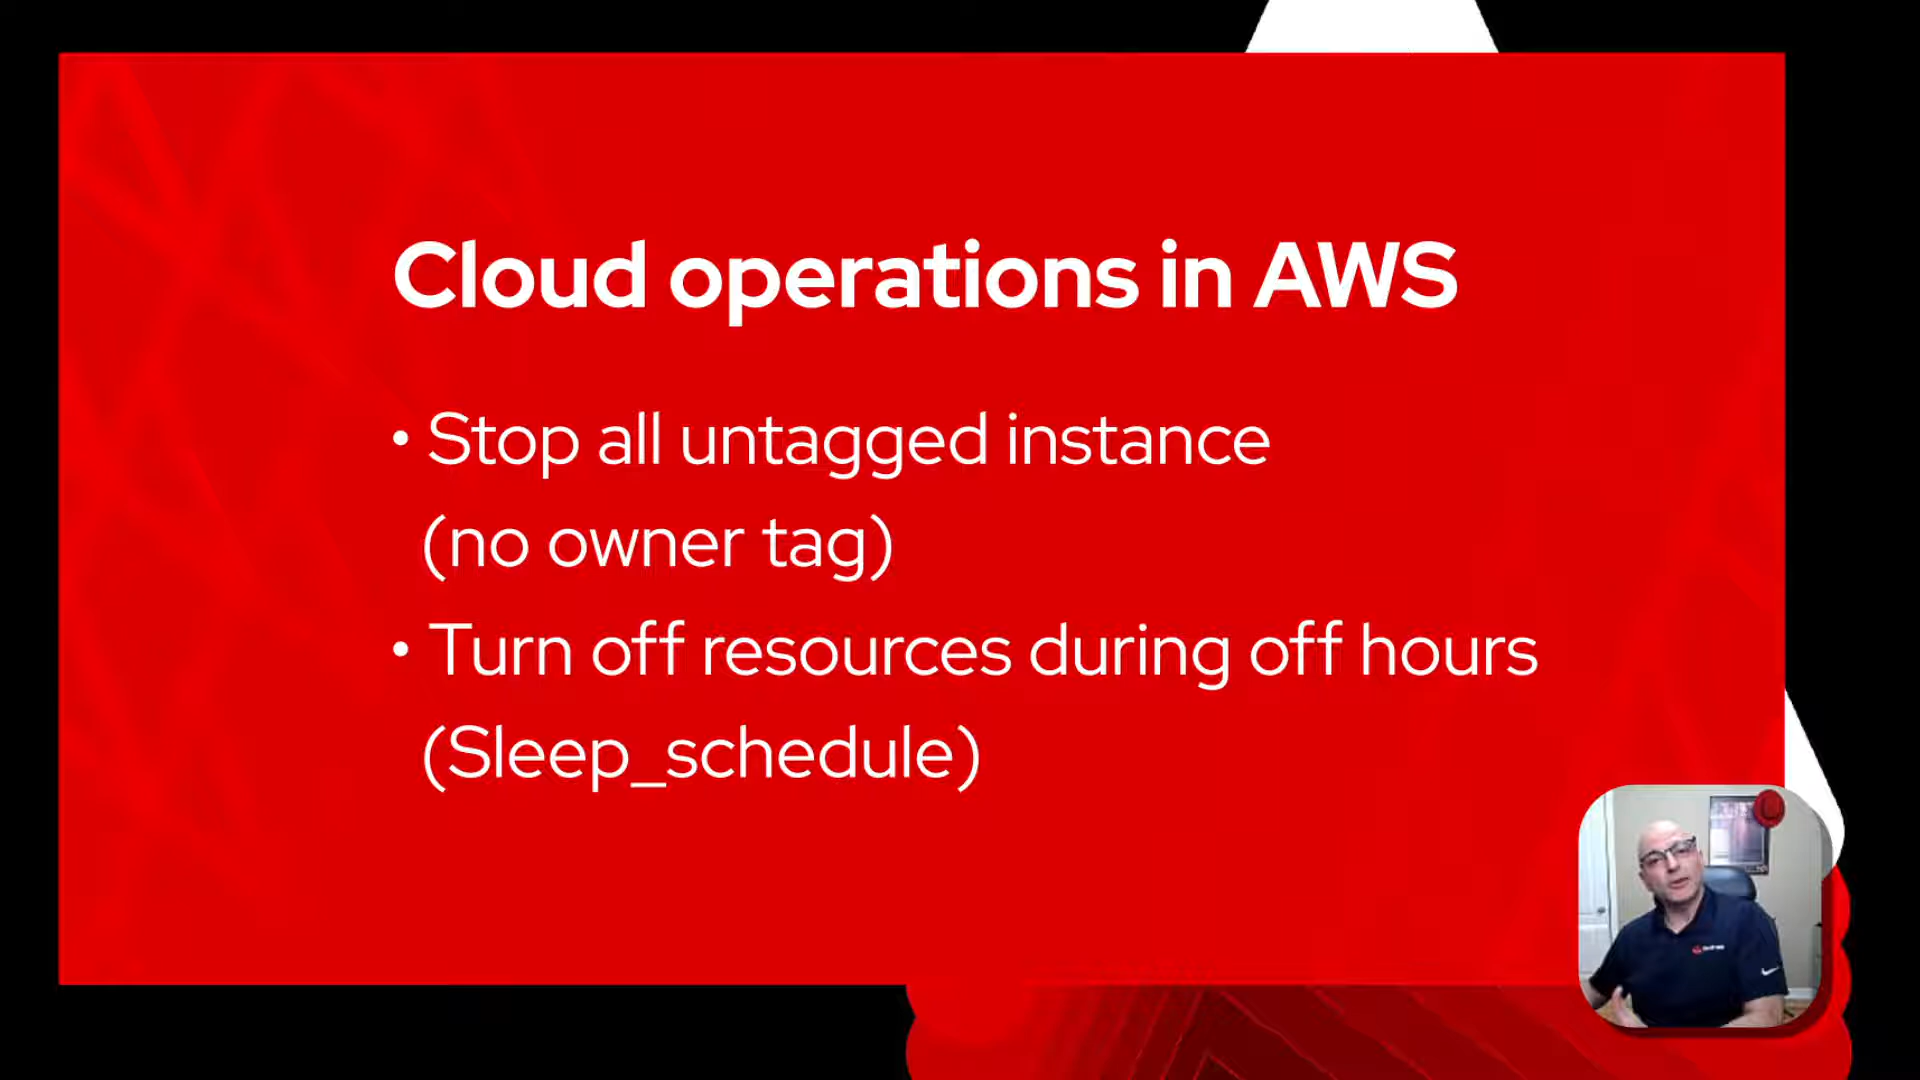 Cloud operations in AWS
• Stop all untagged instance
(no owner tag)
• Turn off resources during off hours
(Sleep_schedule)